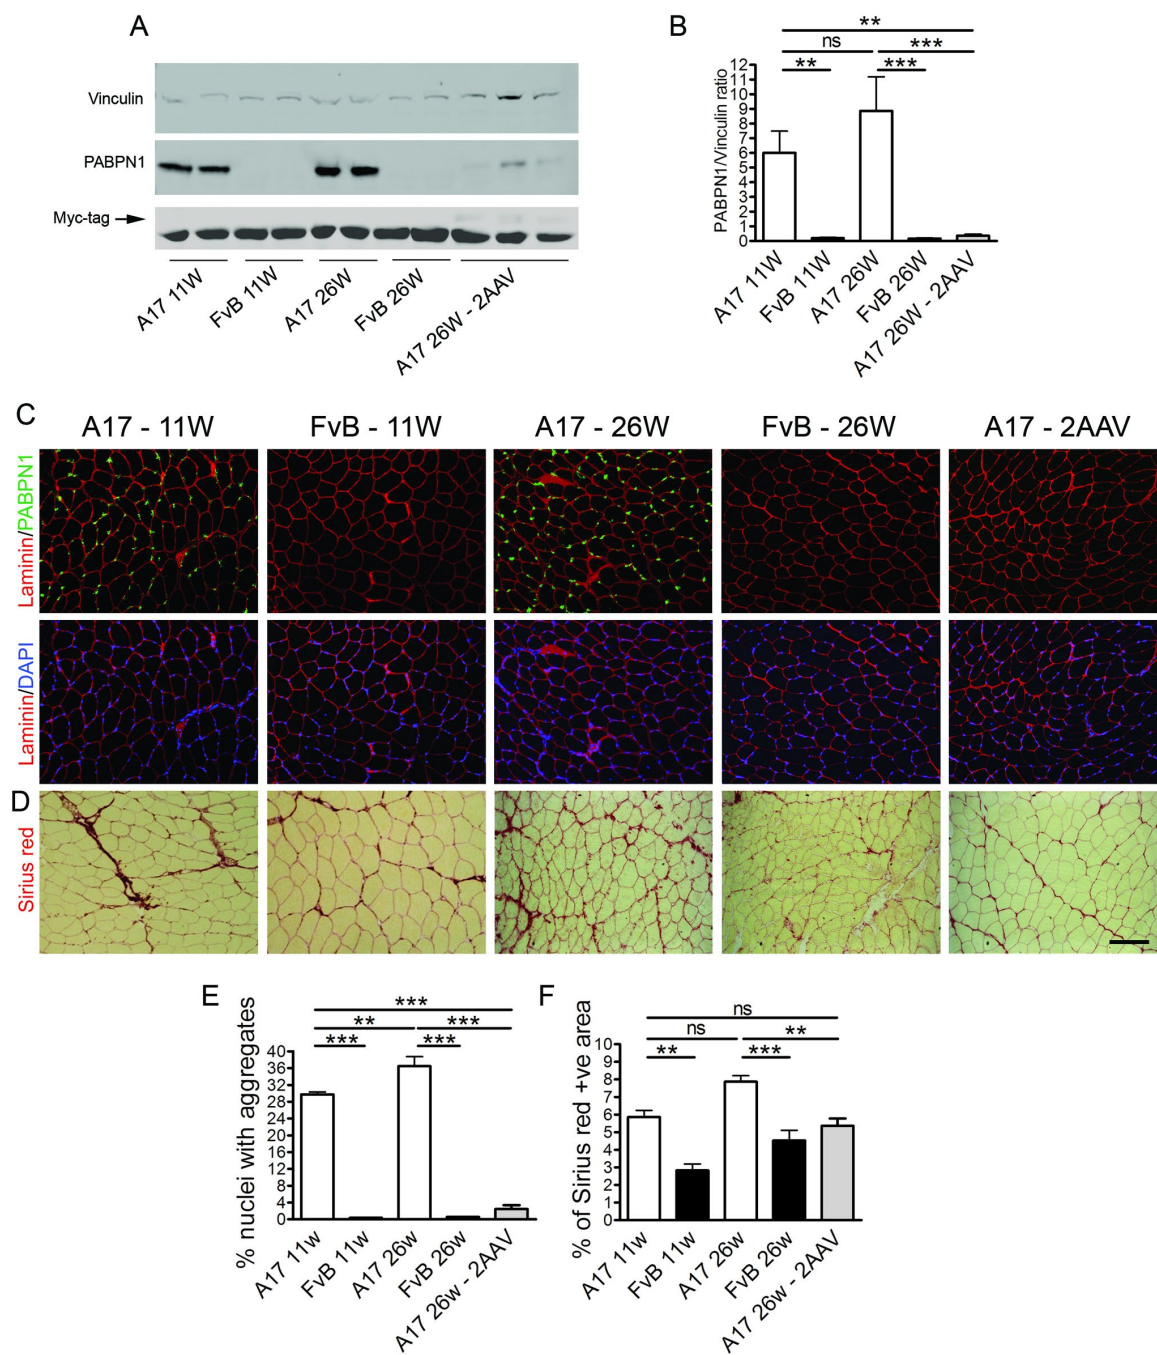 A
Vinculin
PABPN1
Myc-tag
A17 11W
FvB 11W
A17 26W
FvB 26W
A17 26W - 2AAV
B
**
ns
***
**
***
PABPN1/Vinculin ratio
12
11
10
9
8
7
6
5
4
3
2
1
0
A17 11W
FvB 11W
A17 26W
FvB 26W
A17 26W - 2AAV
C
A17 - 11W
FvB - 11W
A17 - 26W
FvB - 26W
A17 - 2AAV
Laminin/PABPN1
Laminin/DAPI
D
Sirius red
E
***
**
***
***
***
% nuclei with aggregates
40
36
32
28
24
20
16
12
8
4
0
A17 11w
FvB 11w
A17 26w
FvB 26w
A17 26w - 2AAV
F
ns
ns
**
**
***
% of Sirius red +ve area
10
9
8
7
6
5
4
3
2
1
0
A17 11w
FvB 11w
A17 26w
FvB 26w
A17 26w - 2AAV